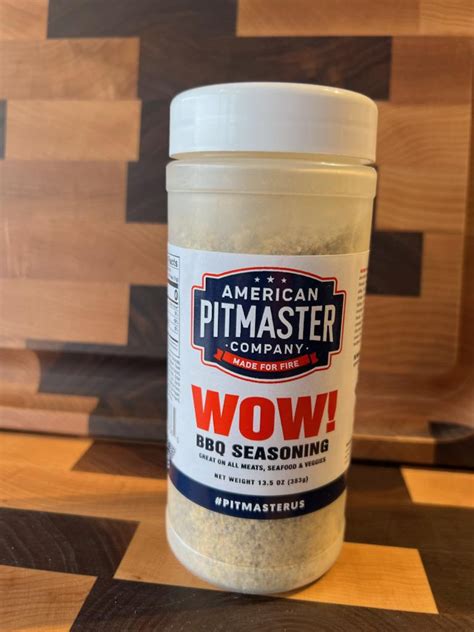 AMERICAN
PITMASTER
COMPANY
MADE FOR FIRE
WOW!
BBQ SEASONING
GREAT ON ALL MEATS, SEAFOOD & VEGGIES
NET WEIGHT 13.5 OZ (383g)
#PITMASTERUS